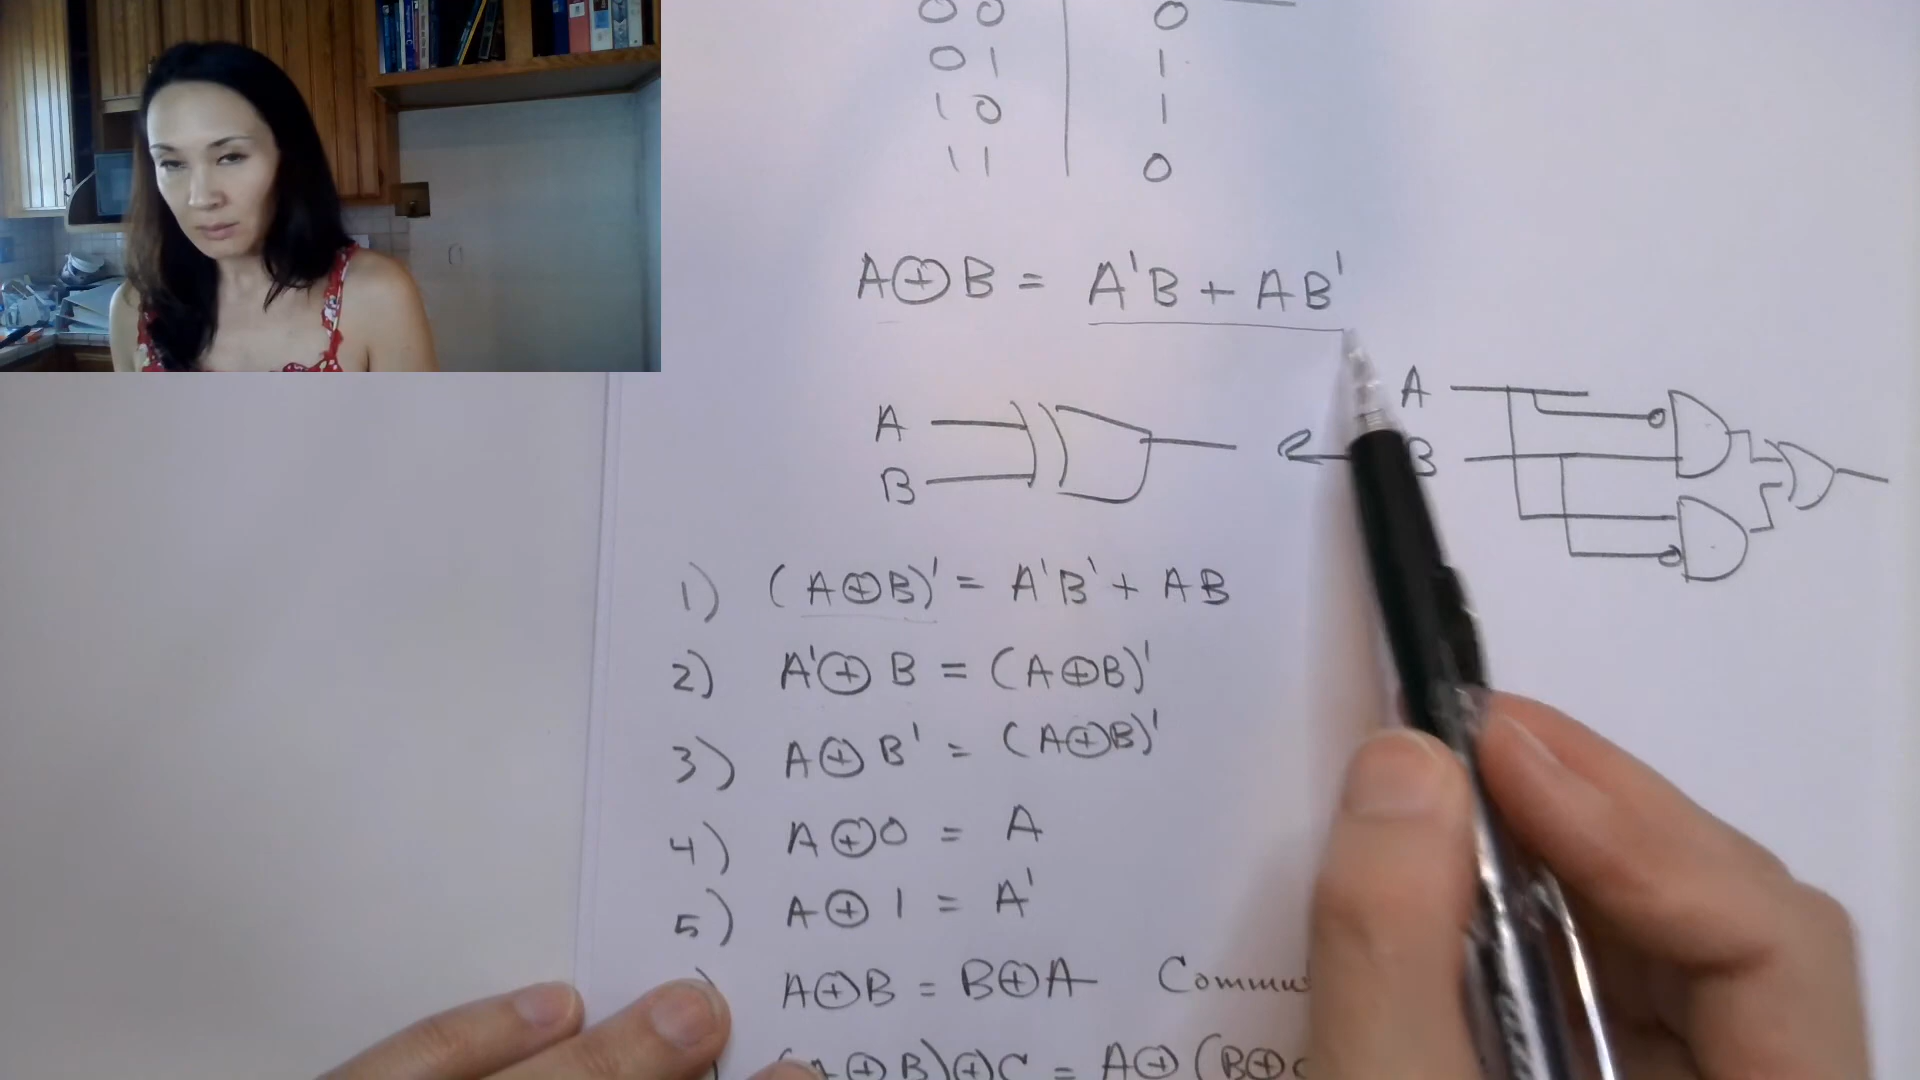 0 0 | 0
0 1 | 1
1 0 | 1
1 1 | 0
A⊕B = A'B + AB'
A
B
A
B
1) (A⊕B)' = A'B' + AB
2) A'⊕B = (A⊕B)'
3) A⊕B' = (A⊕B)'
4) A⊕0 = A
5) A⊕1 = A'
) A⊕B = B⊕A Commu
) (A⊕B)⊕C = A⊕(B⊕C